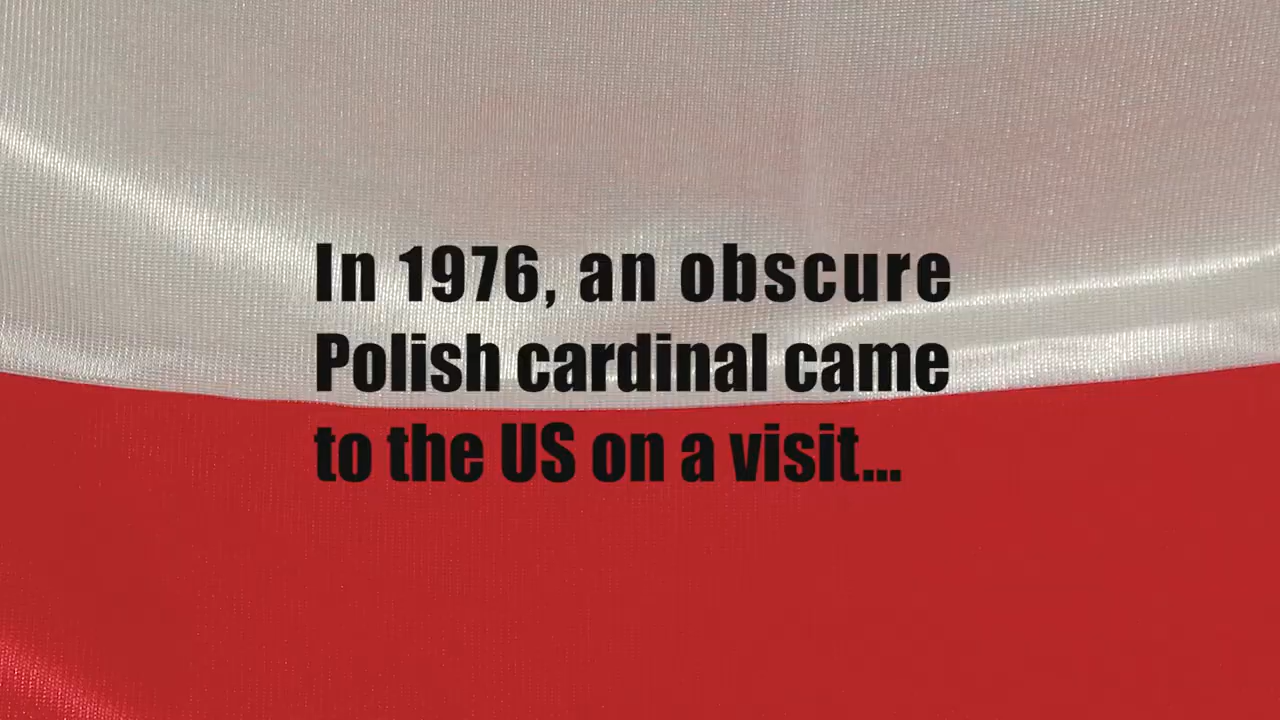 In 1976, an obscure
Polish cardinal came
to the US on a visit...